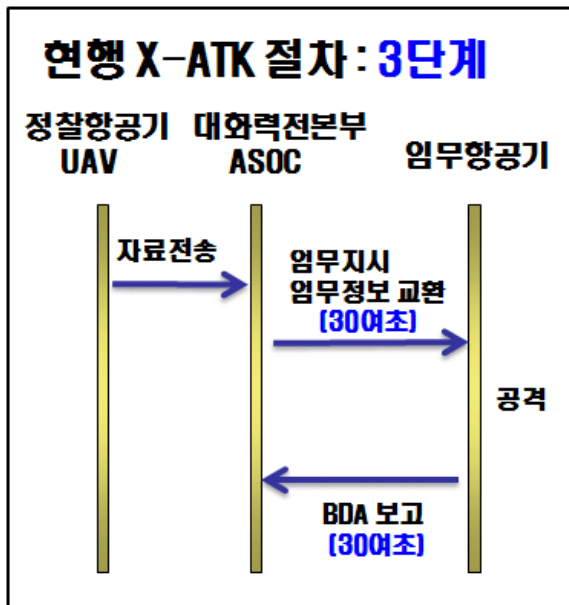 현행 X-ATK 절차 : 3단계
정찰항공기
UAV
대화력전본부
ASOC
임무항공기
자료전송
임무지시
임무정보 교환
(30여초)
공격
BDA 보고
(30여초)